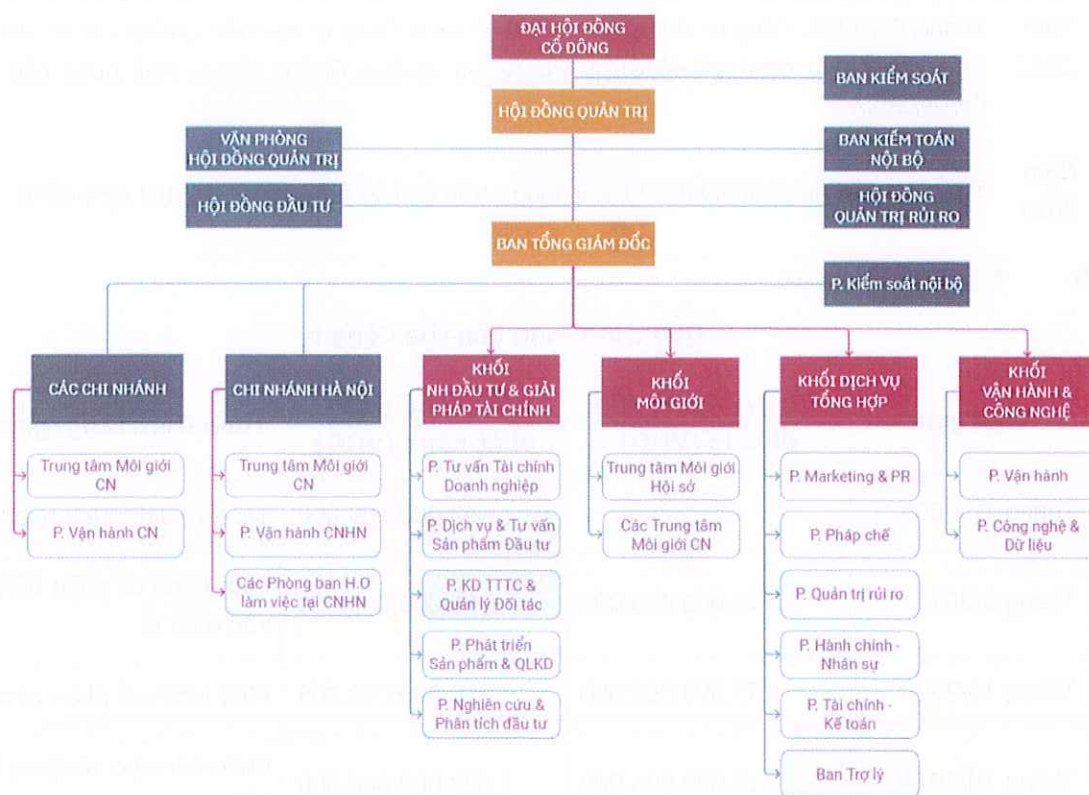 ĐẠI HỘI ĐỒNG
CỔ ĐÔNG
BAN KIỂM SOÁT
HỘI ĐỒNG QUẢN TRỊ
VĂN PHÒNG
HỘI ĐỒNG QUẢN TRỊ
BAN KIỂM TOÁN
NỘI BỘ
HỘI ĐỒNG ĐẦU TƯ
HỘI ĐỒNG
QUẢN TRỊ RỦI RO
BAN TỔNG GIÁM ĐỐC
P. Kiểm soát nội bộ
CÁC CHI NHÁNH
Trung tâm Môi giới
CN
P. Vận hành CN
CHI NHÁNH HÀ NỘI
Trung tâm Môi giới
CN
P. Vận hành CNHN
Các Phòng ban H.O
làm việc tại CNHN
KHỐI
NH ĐẦU TƯ & GIẢI
PHÁP TÀI CHÍNH
P. Tư vấn Tài chính
Doanh nghiệp
P. Dịch vụ & Tư vấn
Sản phẩm Đầu tư
P. KD TTTC &
Quản lý Đối tác
P. Phát triển
Sản phẩm & QLKD
P. Nghiên cứu &
Phân tích đầu tư
KHỐI
MÔI GIỚI
Trung tâm Môi giới
Hội sở
Các Trung tâm
Môi giới CN
KHỐI DỊCH VỤ
TỔNG HỢP
P. Marketing & PR
P. Pháp chế
P. Quản trị rủi ro
P. Hành chính -
Nhân sự
P. Tài chính -
Kế toán
Ban Trợ lý
KHỐI
VẬN HÀNH &
CÔNG NGHỆ
P. Vận hành
P. Công nghệ &
Dữ liệu